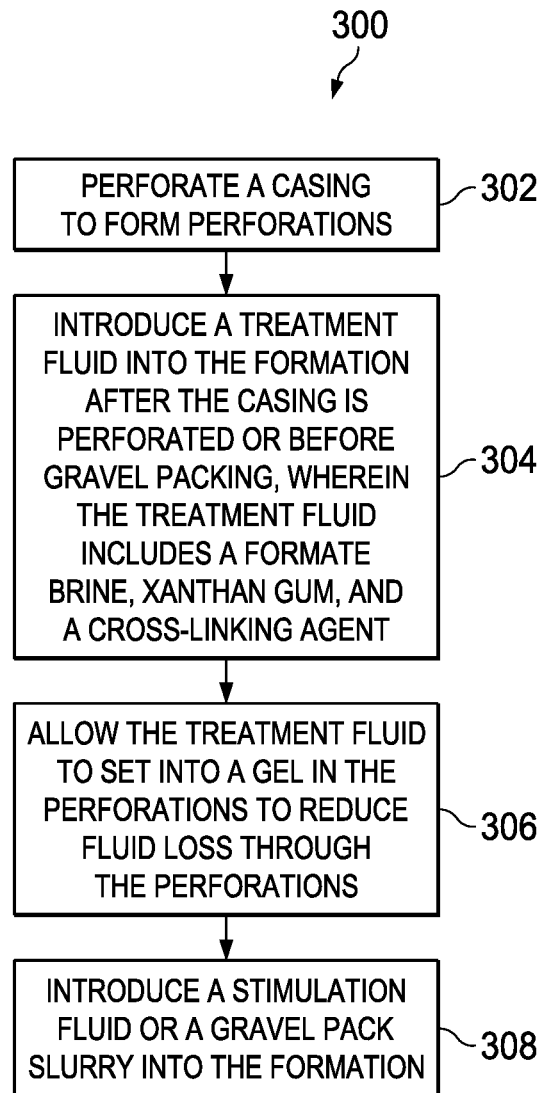 300
PERFORATE A CASING
TO FORM PERFORATIONS
302
INTRODUCE A TREATMENT
FLUID INTO THE FORMATION
AFTER THE CASING IS
PERFORATED OR BEFORE
GRAVEL PACKING, WHEREIN
THE TREATMENT FLUID
INCLUDES A FORMATE
BRINE, XANTHAN GUM, AND
A CROSS-LINKING AGENT
304
ALLOW THE TREATMENT FLUID
TO SET INTO A GEL IN THE
PERFORATIONS TO REDUCE
FLUID LOSS THROUGH
THE PERFORATIONS
306
INTRODUCE A STIMULATION
FLUID OR A GRAVEL PACK
SLURRY INTO THE FORMATION
308